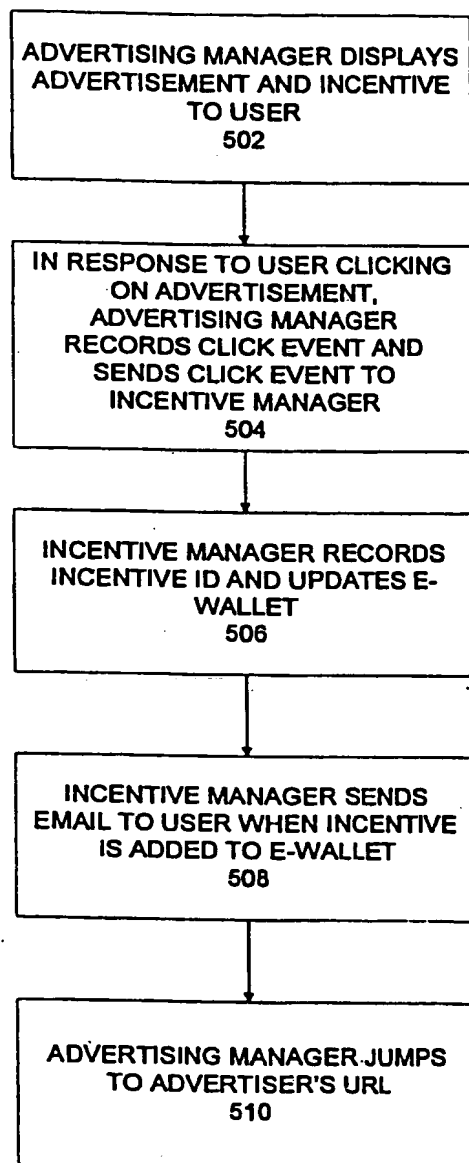 ADVERTISING MANAGER DISPLAYS
ADVERTISEMENT AND INCENTIVE
TO USER
502
IN RESPONSE TO USER CLICKING
ON ADVERTISEMENT,
ADVERTISING MANAGER
RECORDS CLICK EVENT AND
SENDS CLICK EVENT TO
INCENTIVE MANAGER
504
INCENTIVE MANAGER RECORDS
INCENTIVE ID AND UPDATES E-
WALLET
506
INCENTIVE MANAGER SENDS
EMAIL TO USER WHEN INCENTIVE
IS ADDED TO E-WALLET
508
ADVERTISING MANAGER JUMPS
TO ADVERTISER'S URL
510